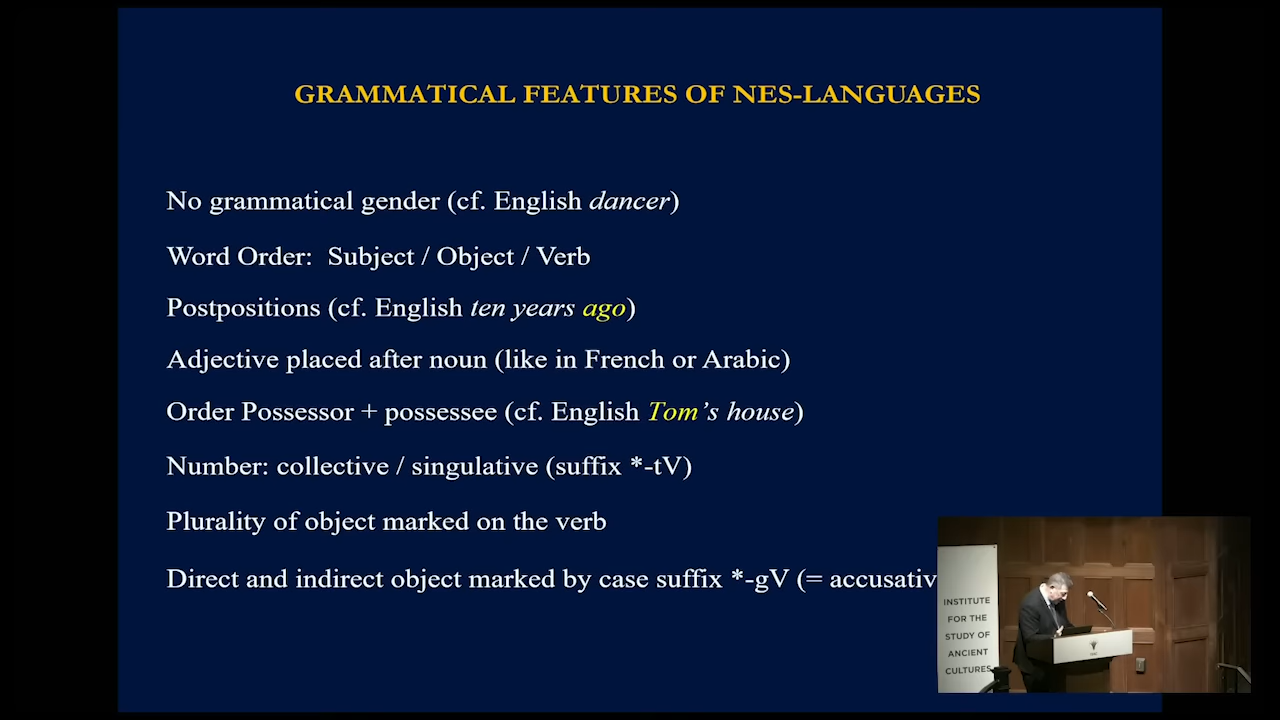 GRAMMATICAL FEATURES OF NES-LANGUAGES
No grammatical gender (cf. English dancer)
Word Order: Subject / Object / Verb
Postpositions (cf. English ten years ago)
Adjective placed after noun (like in French or Arabic)
Order Possessor + possessee (cf. English Tom’s house)
Number: collective / singulative (suffix *-tV)
Plurality of object marked on the verb
Direct and indirect object marked by case suffix *-gV (= accusativ
INSTITUTE
FOR THE
STUDY OF
ANCIENT
CULTURES